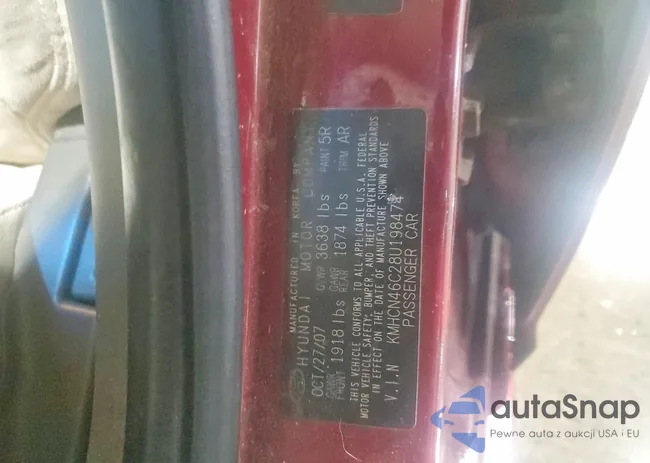 MANUFACTURED IN KOREA BY
HYUNDAI MOTOR COMPANY
OCT/27/07 GVWR 3638 lbs PAINT 5R
GAWR FRONT 1918 lbs GAWR REAR 1874 lbs TRIM AR
THIS VEHICLE CONFORMS TO ALL APPLICABLE U.S.A. FEDERAL
MOTOR VEHICLE SAFETY, BUMPER, AND THEFT PREVENTION STANDARDS
IN EFFECT ON THE DATE OF MANUFACTURE SHOWN ABOVE
V.I.N KMHCN46C28U198474
PASSENGER CAR
autaSnap
Pewne auta z aukcji USA i EU